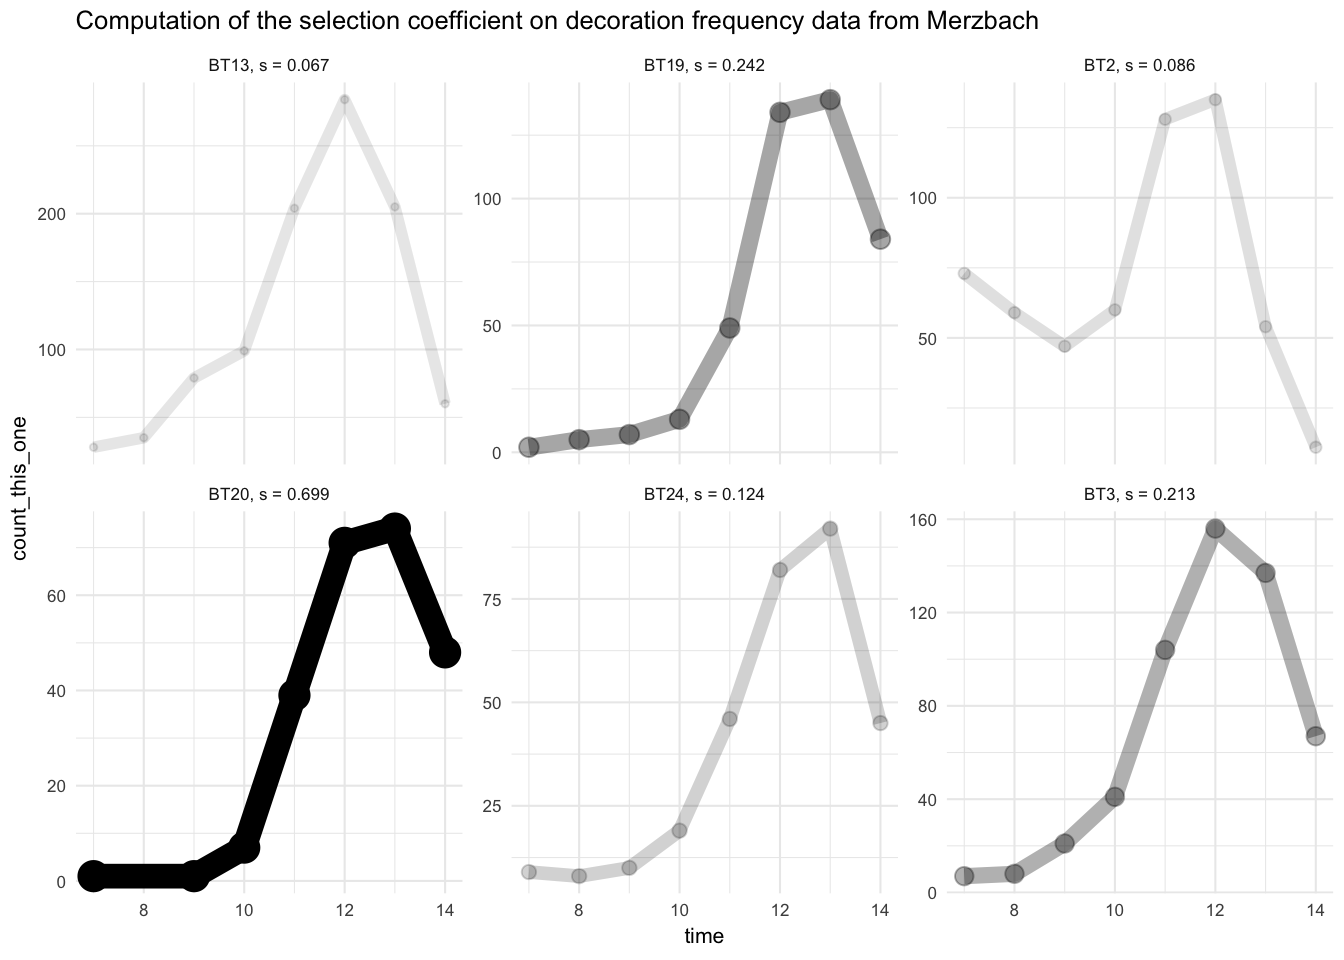 Computation of the selection coefficient on decoration frequency data from Merzbach
BT13, s = 0.067
BT19, s = 0.242
BT2, s = 0.086
200
100
100
50
0
100
50
BT20, s = 0.699
BT24, s = 0.124
BT3, s = 0.213
60
40
20
0
75
50
25
160
120
80
40
0
8 10 12 14
8 10 12 14
8 10 12 14
time
count_this_one